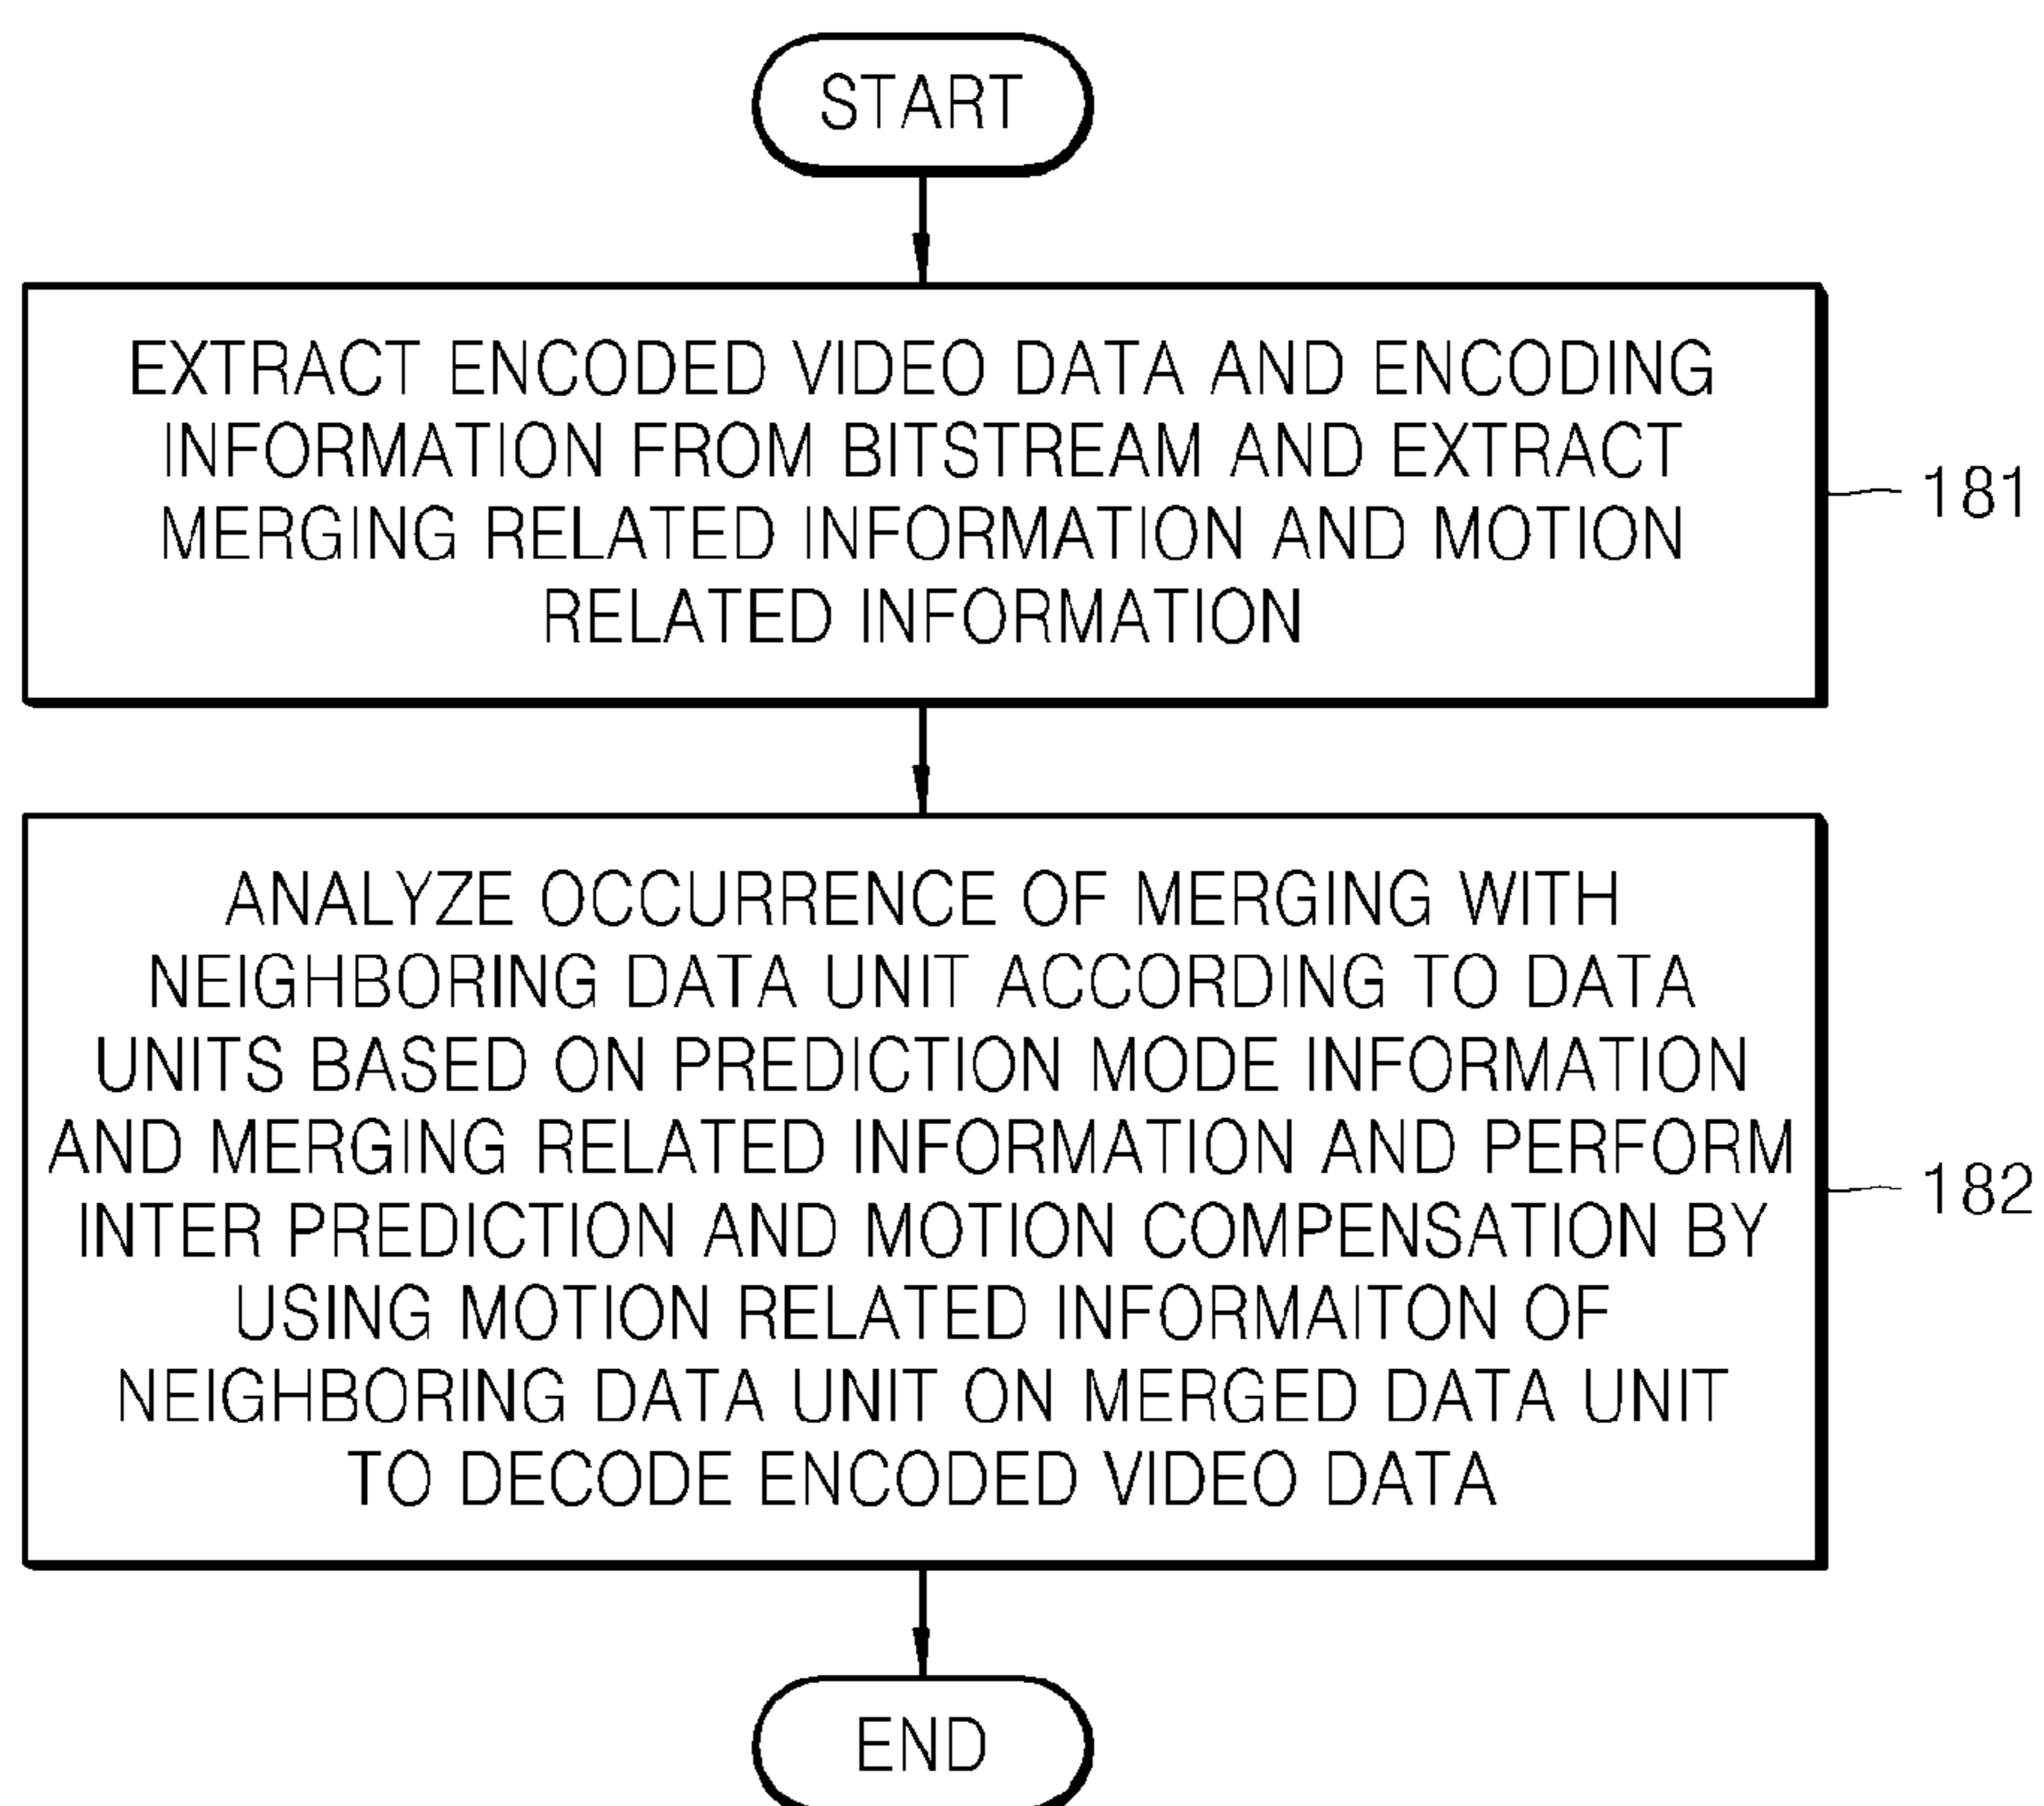 START
EXTRACT ENCODED VIDEO DATA AND ENCODING
INFORMATION FROM BITSTREAM AND EXTRACT
MERGING RELATED INFORMATION AND MOTION
RELATED INFORMATION
181
ANALYZE OCCURRENCE OF MERGING WITH
NEIGHBORING DATA UNIT ACCORDING TO DATA
UNITS BASED ON PREDICTION MODE INFORMATION
AND MERGING RELATED INFORMATION AND PERFORM
INTER PREDICTION AND MOTION COMPENSATION BY
USING MOTION RELATED INFORMAITON OF
NEIGHBORING DATA UNIT ON MERGED DATA UNIT
TO DECODE ENCODED VIDEO DATA
182
END